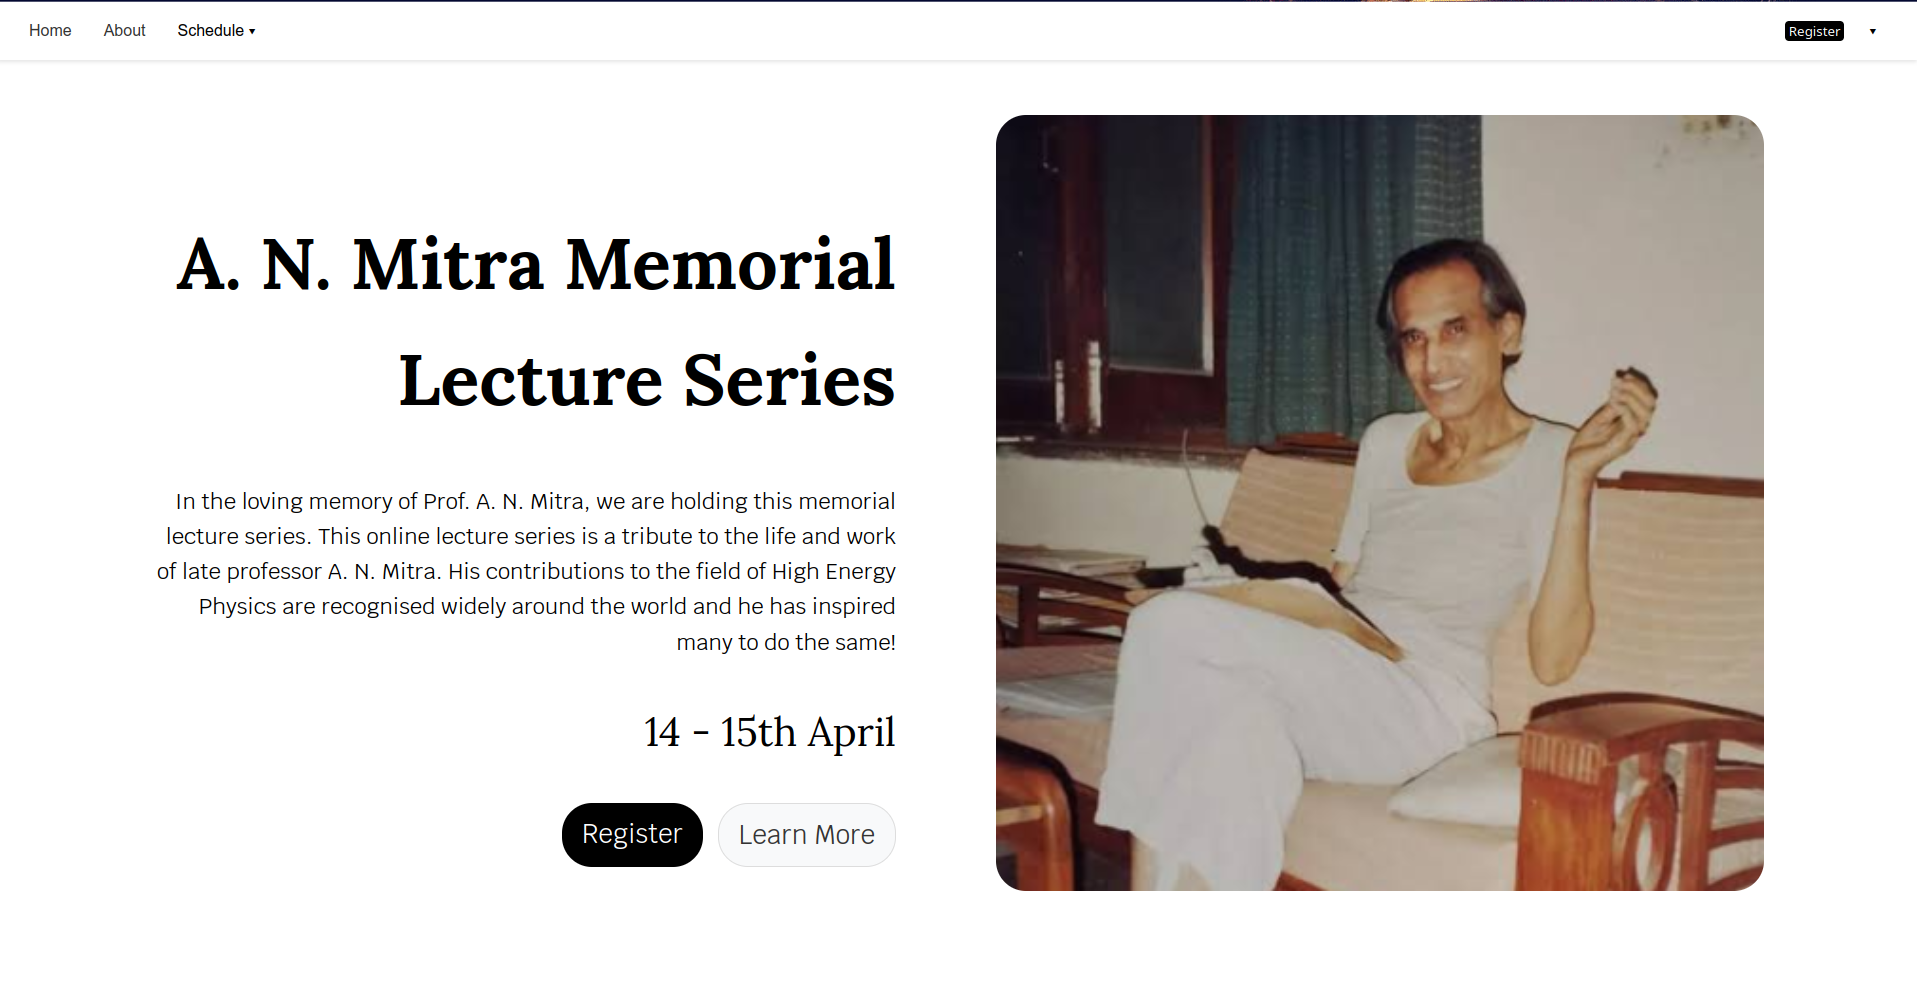 Home About Schedule ▾ Register ▾
A. N. Mitra Memorial
Lecture Series
In the loving memory of Prof. A. N. Mitra, we are holding this memorial
lecture series. This online lecture series is a tribute to the life and work
of late professor A. N. Mitra. His contributions to the field of High Energy
Physics are recognised widely around the world and he has inspired
many to do the same!
14 - 15th April
Register Learn More